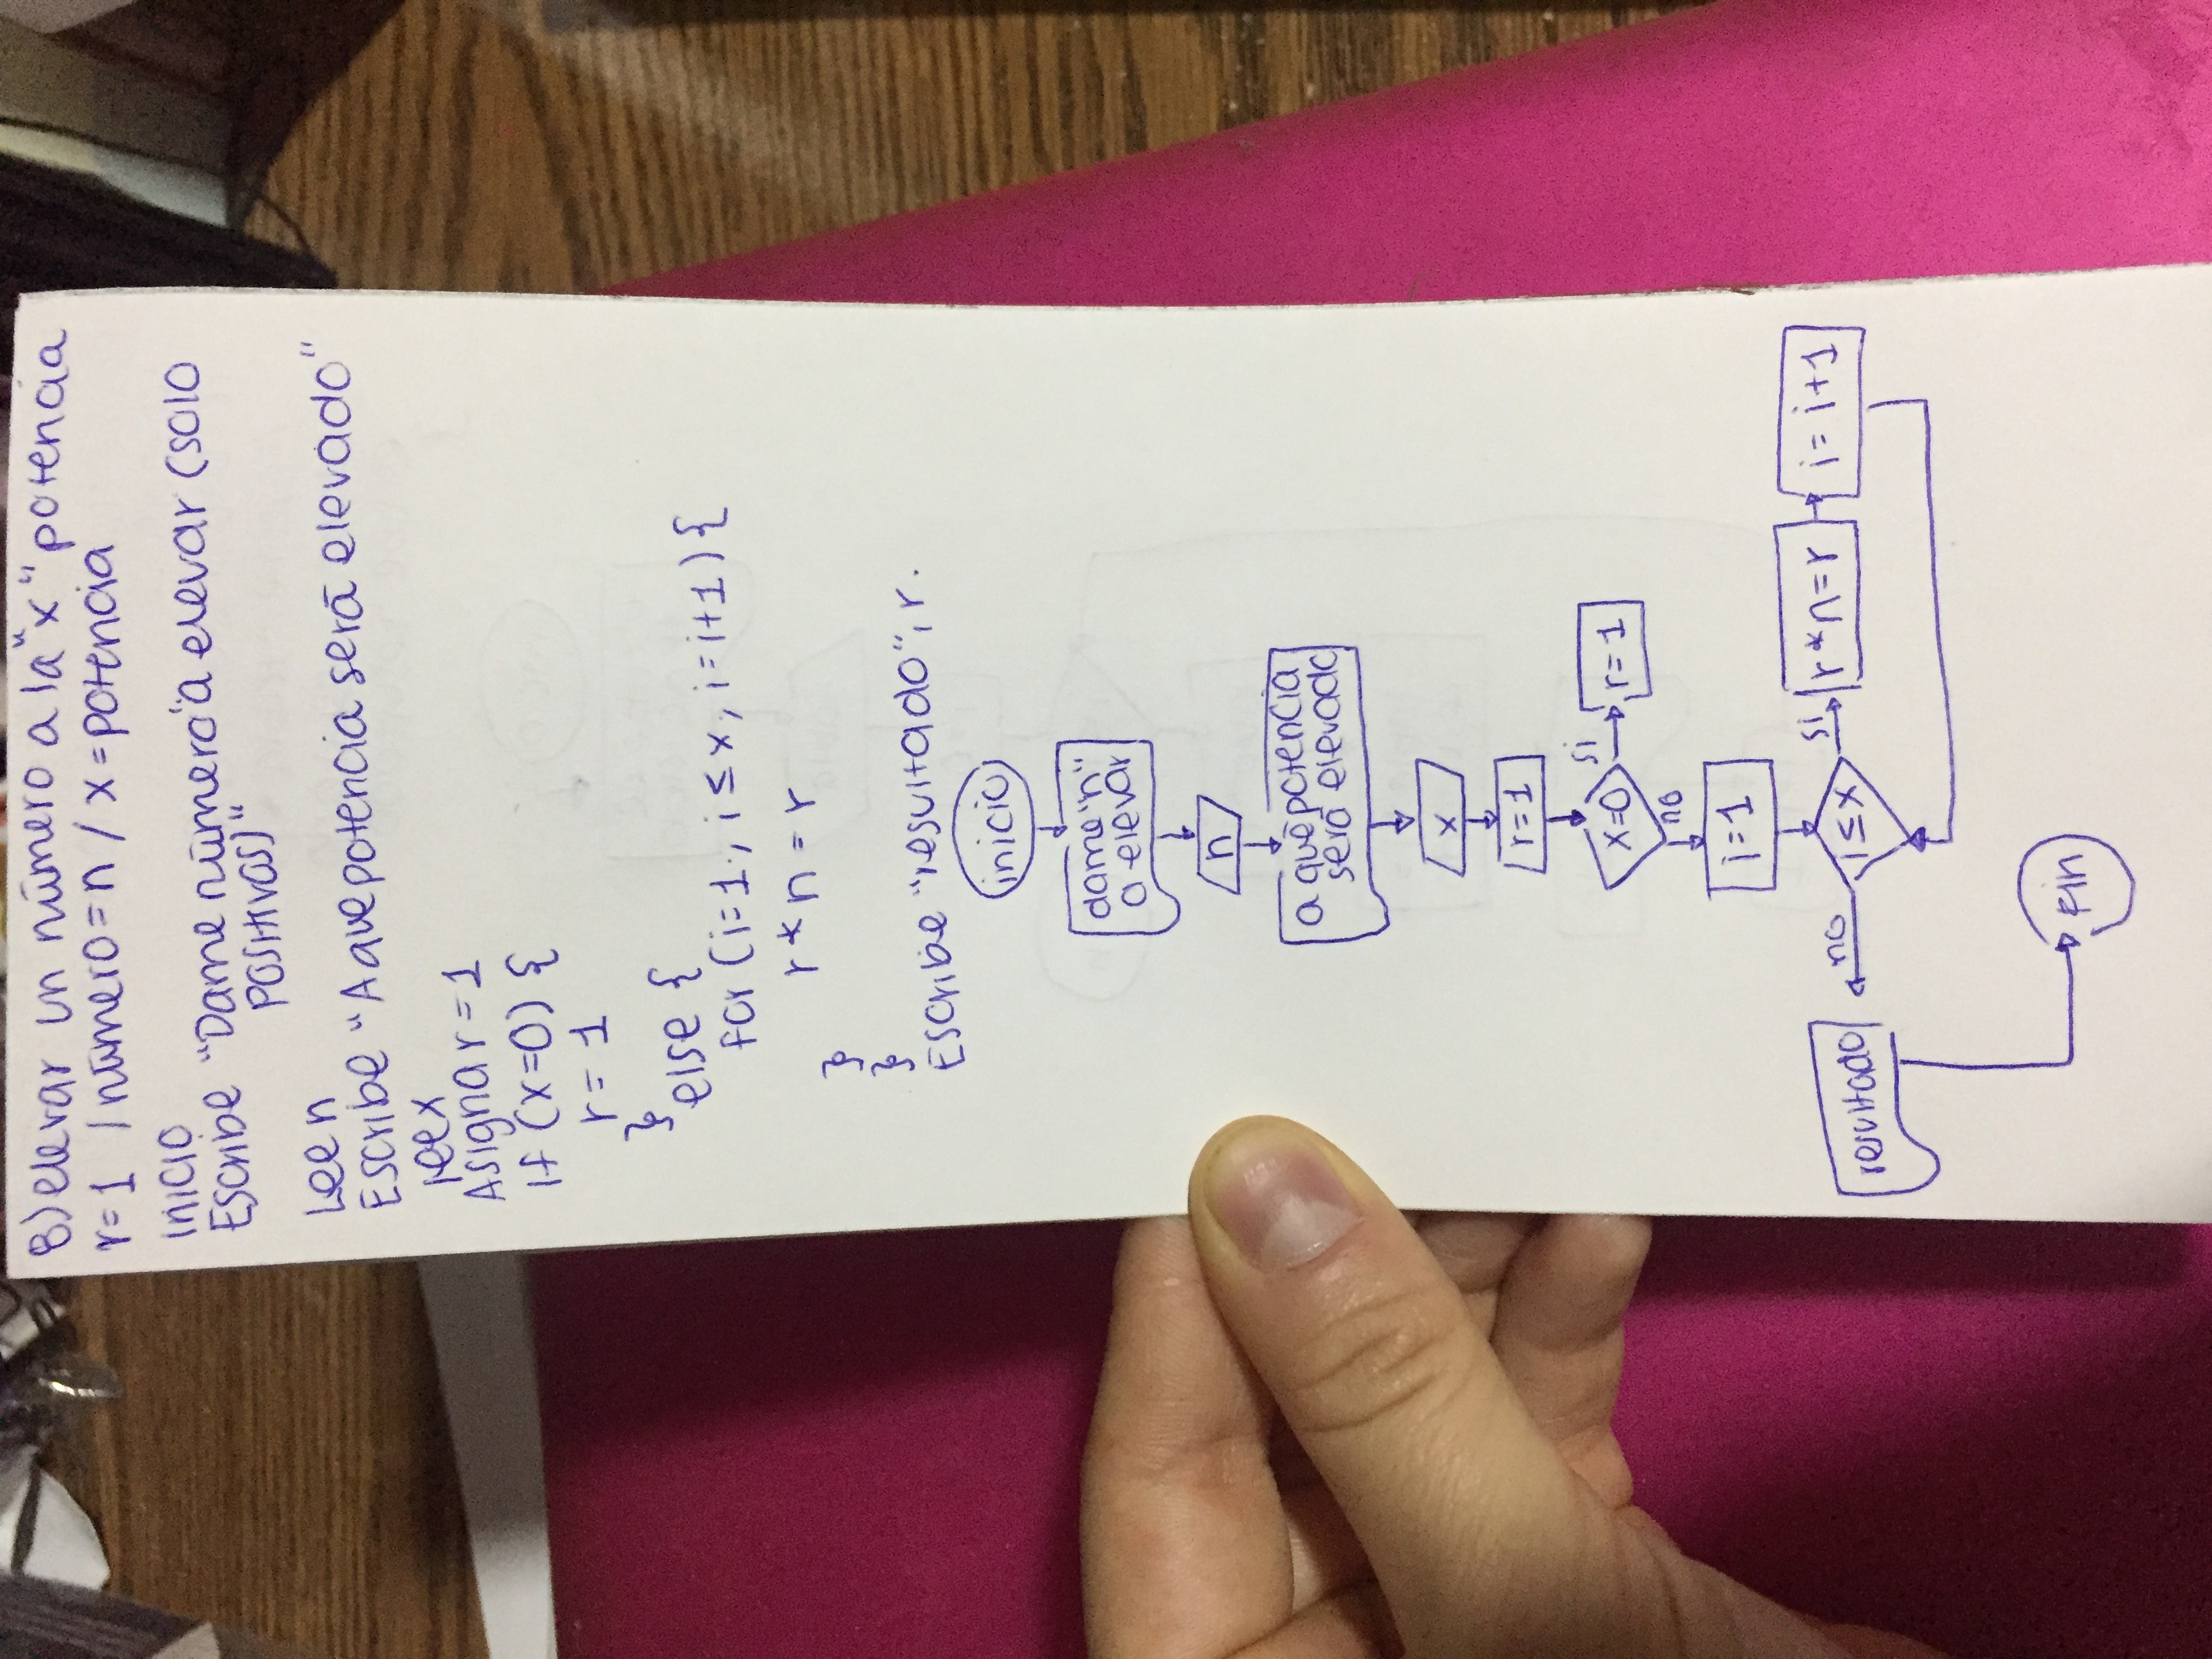 8) elevar un número a la "x" potencia
r=1 / número = n / x = potencia
Inicio
Escribe "Dame número "a elevar (solo
positivos)"
Lee n
Escribe "A que potencia será elevado"
lee x
Asigna r = 1
If (x=0) {
r = 1
}
else {
for (i=1; i ≤ x; i = i+1) {
r * n = r
}
}
Escribe "resultado", r.
inicio
dame "n"
a elevar
n
a qué potencia
será elevado
x
r=1
x=0
si
r=1
no
i=1
i ≤ x
si
r*n=r
i = i+1
no
resultado
Fin